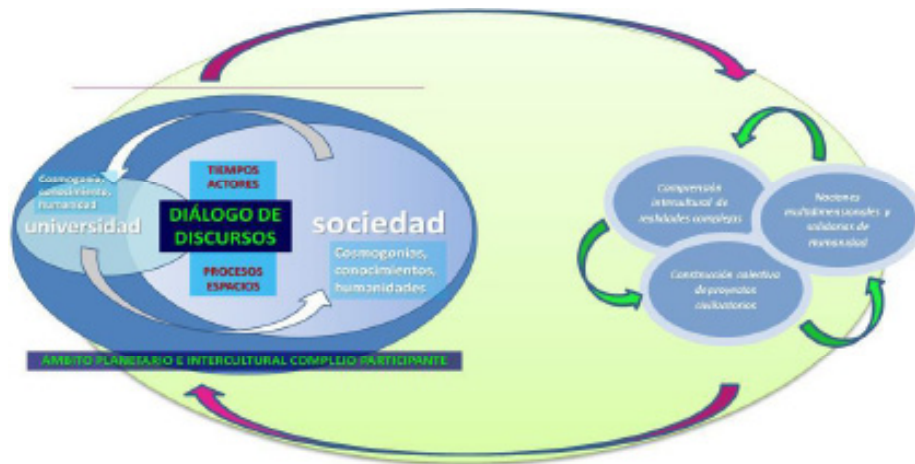 Cosmogonía,
conocimiento,
humanidad
universidad
TIEMPOS
ACTORES
DIÁLOGO DE
DISCURSOS
PROCESOS
ESPACIOS
sociedad
Cosmogonías,
conocimientos,
humanidades
ÁMBITO PLANETARIO E INTERCULTURAL COMPLEJO PARTICIPANTE
Comprensión
intercultural de
realidades complejas
Nociones
multidimensionales y
solidarias de
Humanidad
Construcción colectiva
de proyectos
civilizatorios